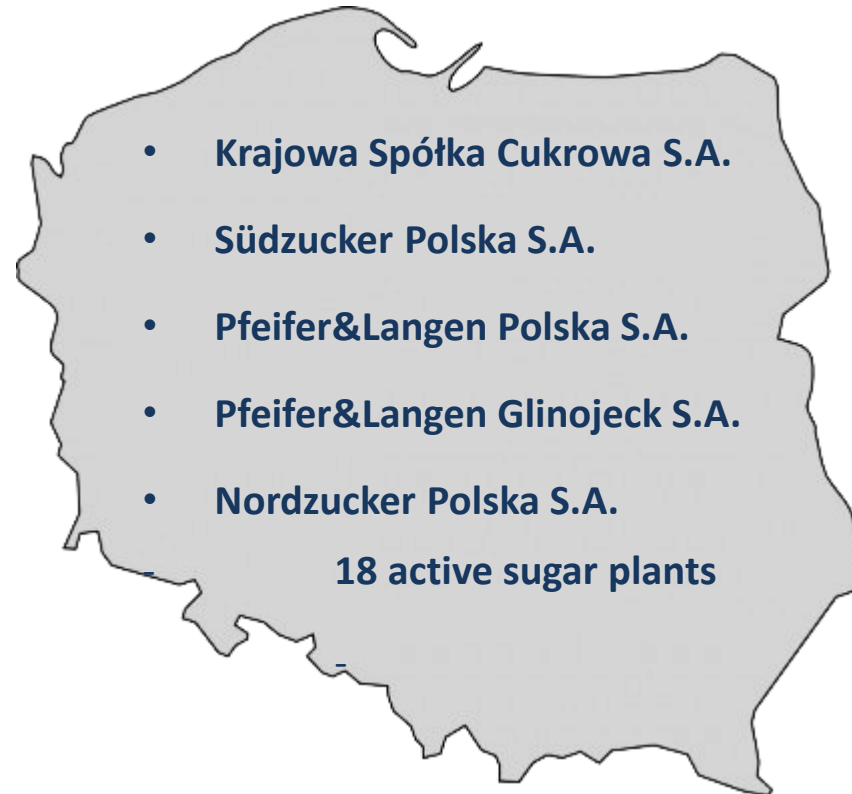 • Krajowa Spółka Cukrowa S.A.
• Südzucker Polska S.A.
• Pfeifer&Langen Polska S.A.
• Pfeifer&Langen Glinojeck S.A.
• Nordzucker Polska S.A.
- 18 active sugar plants
-